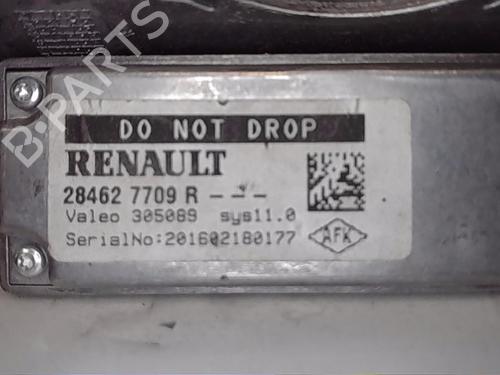 DO NOT DROP
RENAULT
28462 7709 R - - -
Valeo 305089 sys11.0
SerialNo:201602180177
AFK
B-PARTS